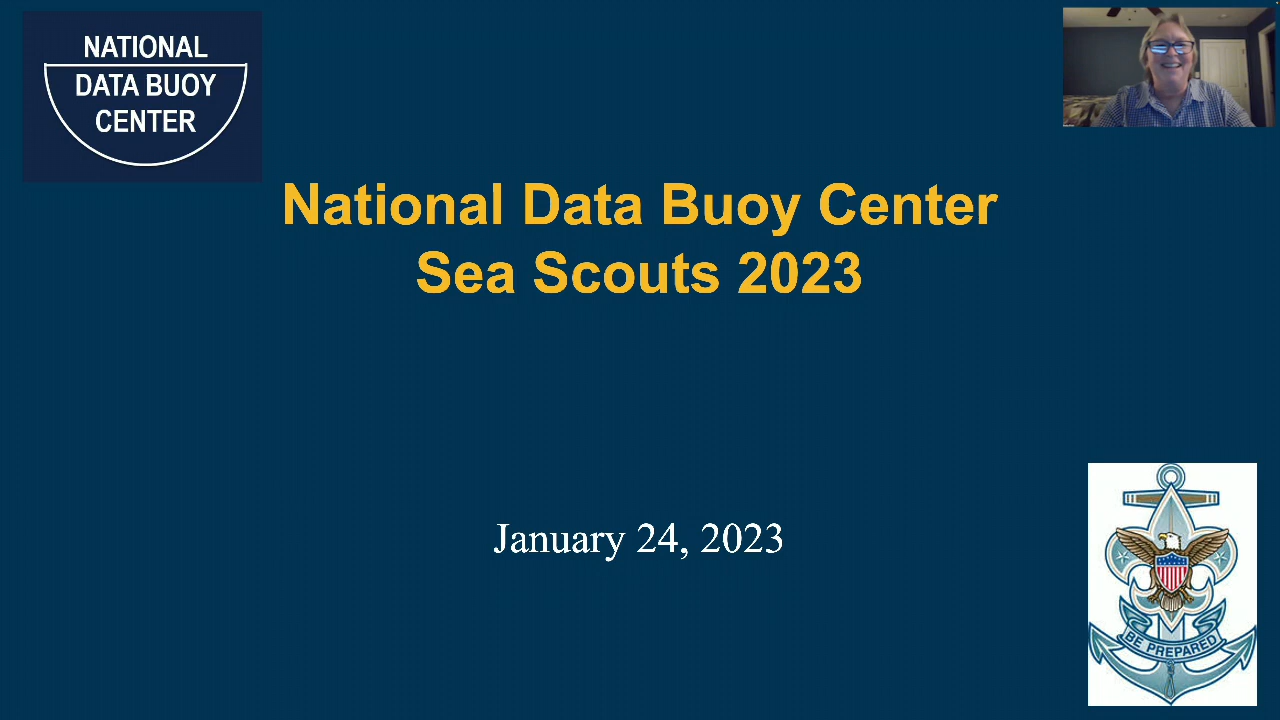 NATIONAL
DATA BUOY
CENTER
National Data Buoy Center
Sea Scouts 2023
January 24, 2023
BE PREPARED